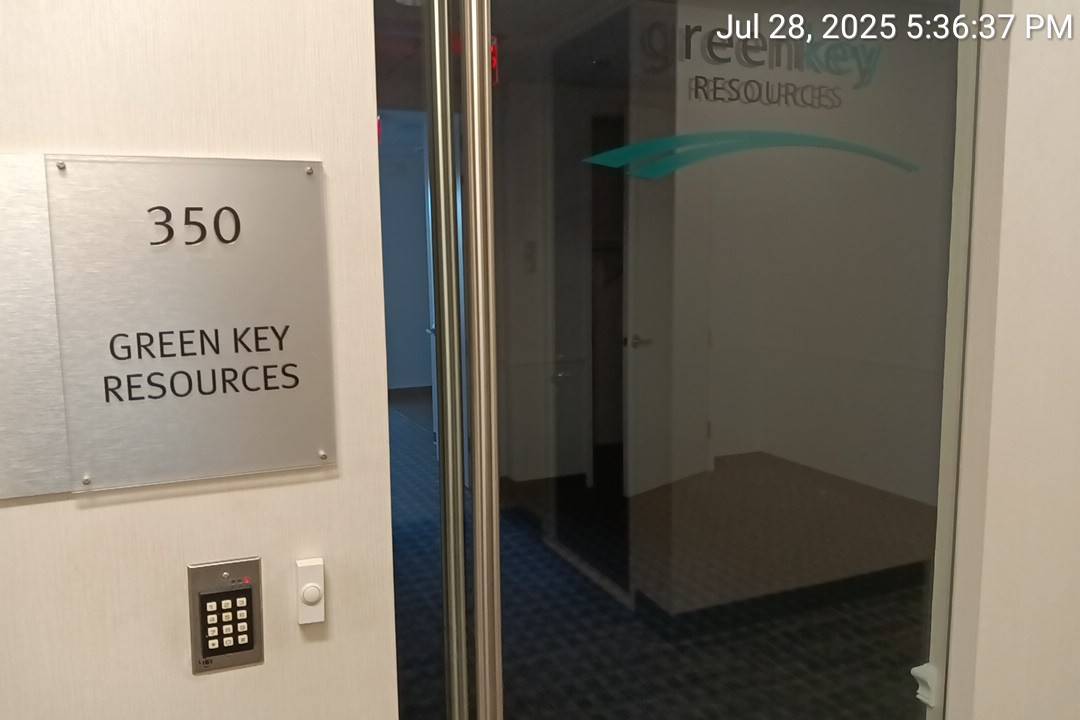 Jul 28, 2025 5:36:37 PM
greenkey
RESOURCES
350
GREEN KEY
RESOURCES